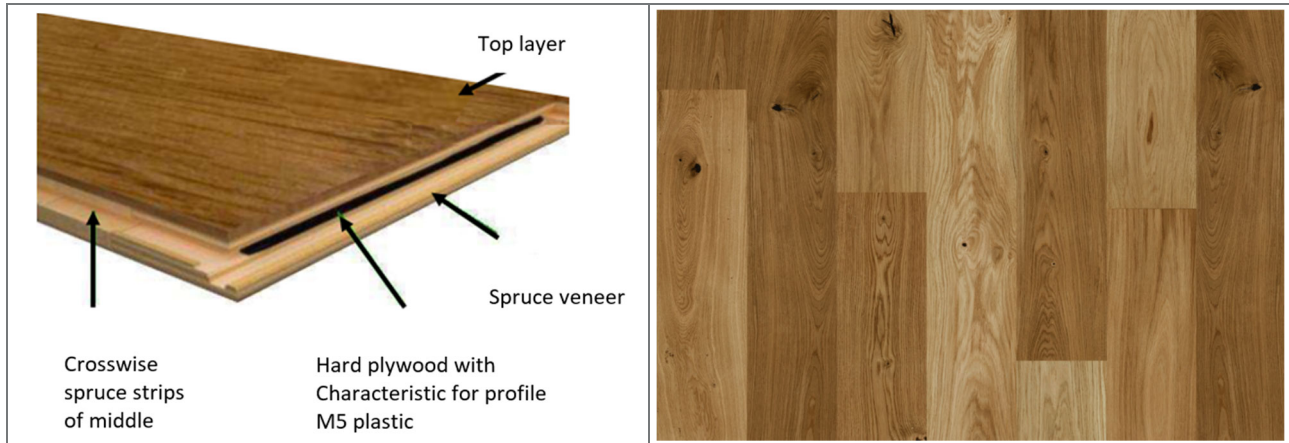 Top layer
Spruce veneer
Crosswise
spruce strips
of middle
Hard plywood with
Characteristic for profile
M5 plastic